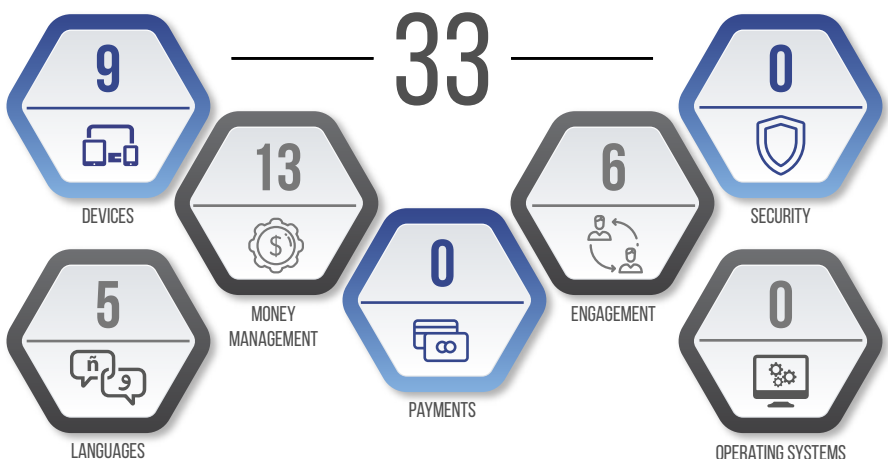 33
9
DEVICES
13
MONEY
MANAGEMENT
0
PAYMENTS
6
ENGAGEMENT
0
SECURITY
5
ñ
و
LANGUAGES
0
OPERATING SYSTEMS
$